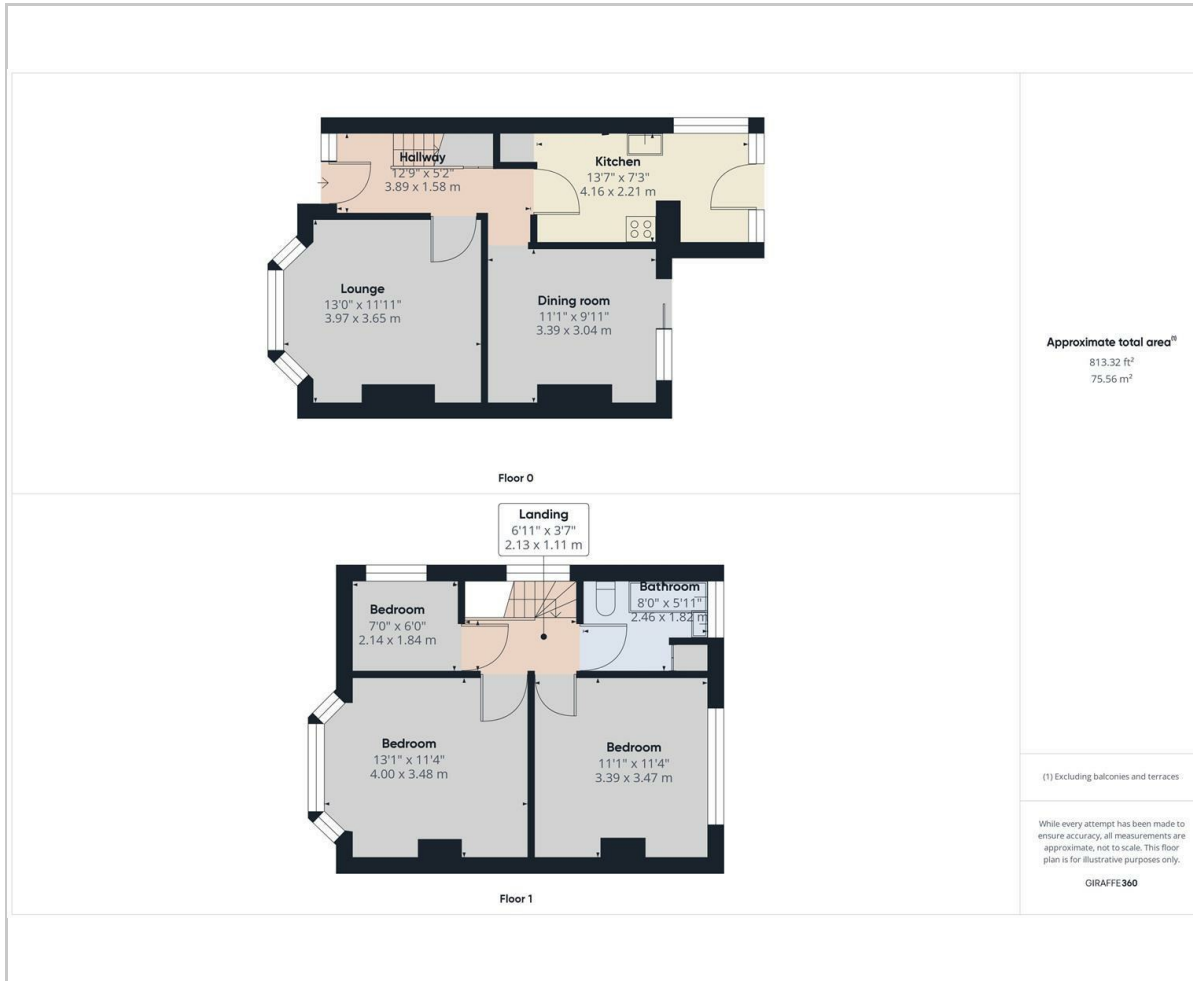 Hallway
12'9" x 5'2"
3.89 x 1.58 m
Kitchen
13'7" x 7'3"
4.16 x 2.21 m
Lounge
13'0" x 11'11"
3.97 x 3.65 m
Dining room
11'1" x 9'11"
3.39 x 3.04 m
Floor 0
Landing
6'11" x 3'7"
2.13 x 1.11 m
Bedroom
7'0" x 6'0"
2.14 x 1.84 m
Bathroom
8'0" x 5'11"
2.46 x 1.82 m
Bedroom
13'1" x 11'4"
4.00 x 3.48 m
Bedroom
11'1" x 11'4"
3.39 x 3.47 m
Floor 1
Approximate total area(1)
813.32 ft²
75.56 m²
(1) Excluding balconies and terraces
While every attempt has been made to
ensure accuracy, all measurements are
approximate, not to scale. This floor
plan is for illustrative purposes only.
GIRAFFE360